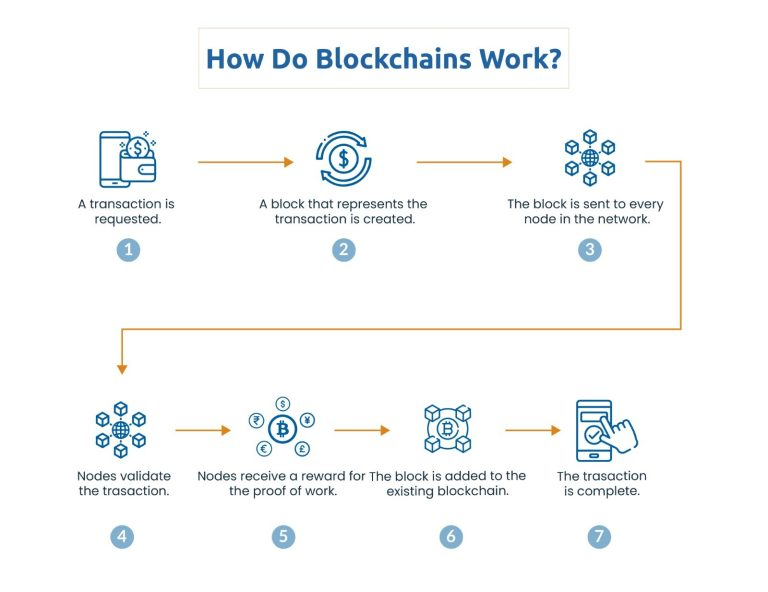 How Do Blockchains Work?
A transaction is
requested.
1
A block that represents the
transaction is created.
2
The block is sent to every
node in the network.
3
Nodes validate
the trasaction.
4
Nodes receive a reward for
the proof of work.
5
The block is added to the
existing blockchain.
6
The trasaction
is complete.
7